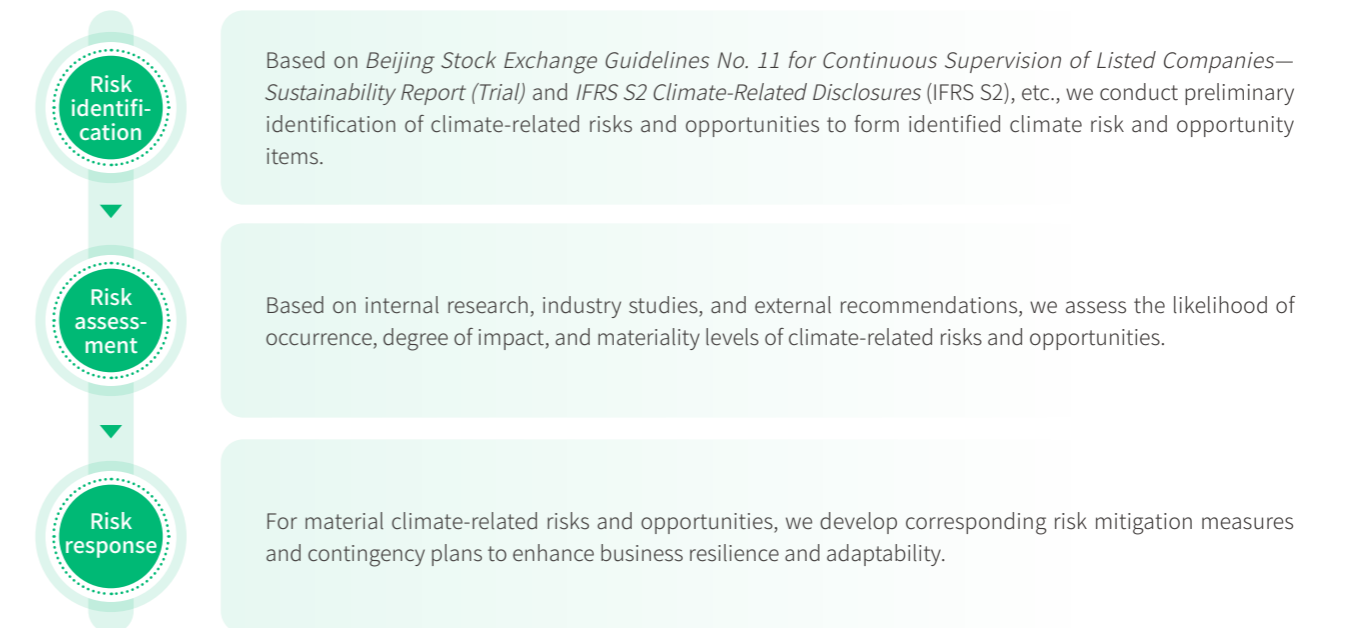 Risk
identifi-
cation
Based on Beijing Stock Exchange Guidelines No. 11 for Continuous Supervision of Listed Companies—
Sustainability Report (Trial) and IFRS S2 Climate-Related Disclosures (IFRS S2), etc., we conduct preliminary
identification of climate-related risks and opportunities to form identified climate risk and opportunity
items.
Risk
assess-
ment
Based on internal research, industry studies, and external recommendations, we assess the likelihood of
occurrence, degree of impact, and materiality levels of climate-related risks and opportunities.
Risk
response
For material climate-related risks and opportunities, we develop corresponding risk mitigation measures
and contingency plans to enhance business resilience and adaptability.